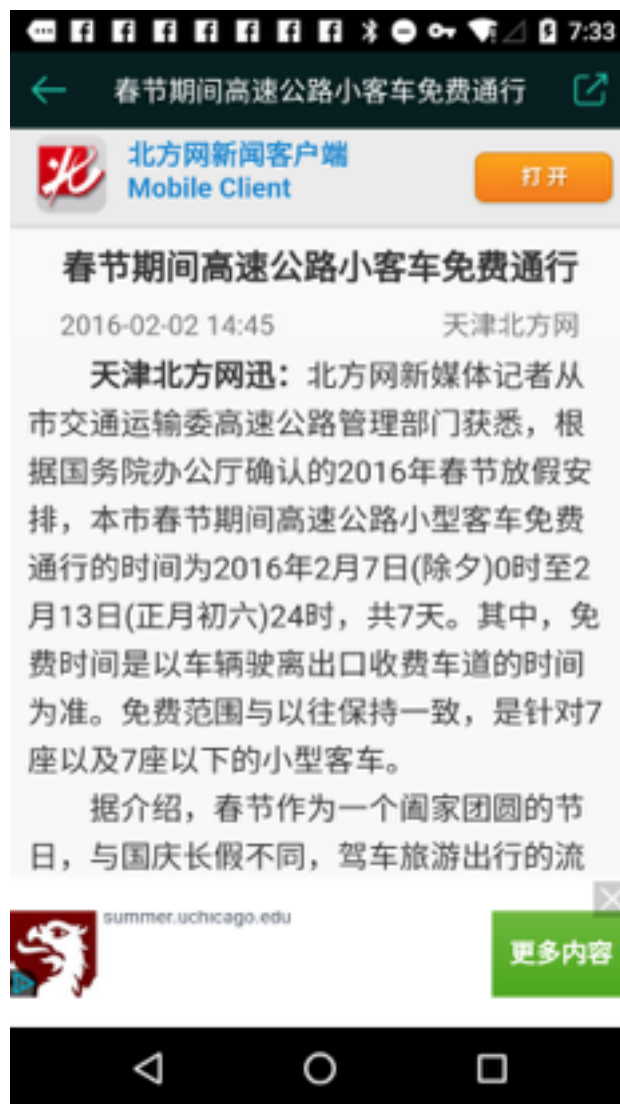 7:33
春节期间高速公路小客车免费通行
北方网新闻客户端
Mobile Client
打开
春节期间高速公路小客车免费通行
2016-02-02 14:45 天津北方网
天津北方网迅：北方网新媒体记者从
市交通运输委高速公路管理部门获悉，根
据国务院办公厅确认的2016年春节放假安
排，本市春节期间高速公路小型客车免费
通行的时间为2016年2月7日(除夕)0时至2
月13日(正月初六)24时，共7天。其中，免
费时间是以车辆驶离出口收费车道的时间
为准。免费范围与以往保持一致，是针对7
座以及7座以下的小型客车。
据介绍，春节作为一个阖家团圆的节
日，与国庆长假不同，驾车旅游出行的流
summer.uchicago.edu
更多内容